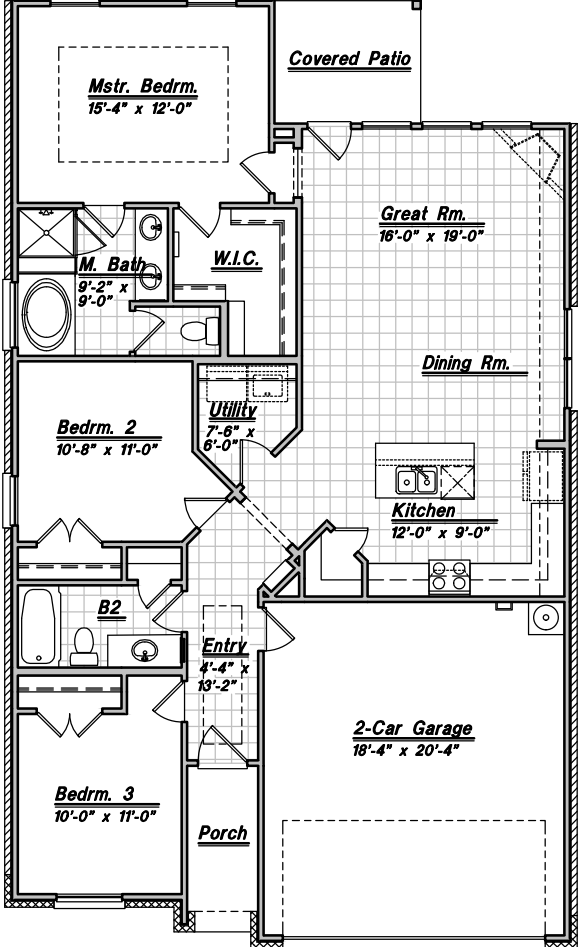 Covered Patio
Mstr. Bedrm.
15'-4" x 12'-0"
Great Rm.
16'-0" x 19'-0"
M. Bath
9'-2" x
9'-0"
W.I.C.
Dining Rm.
Utility
7'-6" x
6'-0"
Bedrm. 2
10'-8" x 11'-0"
Kitchen
12'-0" x 9'-0"
B2
Entry
4'-4" x
13'-2"
2-Car Garage
18'-4" x 20'-4"
Bedrm. 3
10'-0" x 11'-0"
Porch